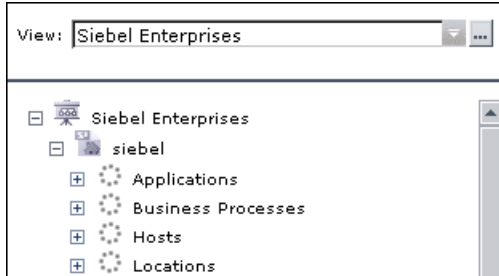 View: Siebel Enterprises
Siebel Enterprises
siebel
Applications
Business Processes
Hosts
Locations